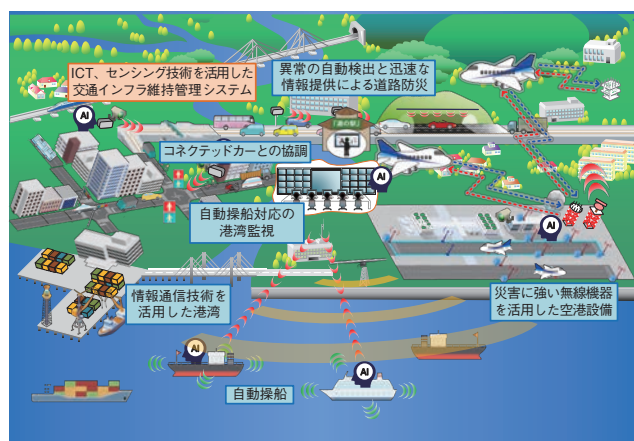 ICT、センシング技術を活用した
交通インフラ維持管理システム
異常の自動検出と迅速な
情報提供による道路防災
AI
道の駅
コネクテッドカーとの協調
AI
自動操船対応の
港湾監視
AI
情報通信技術を
活用した港湾
災害に強い無線機器
を活用した空港設備
AI
AI
自動操船